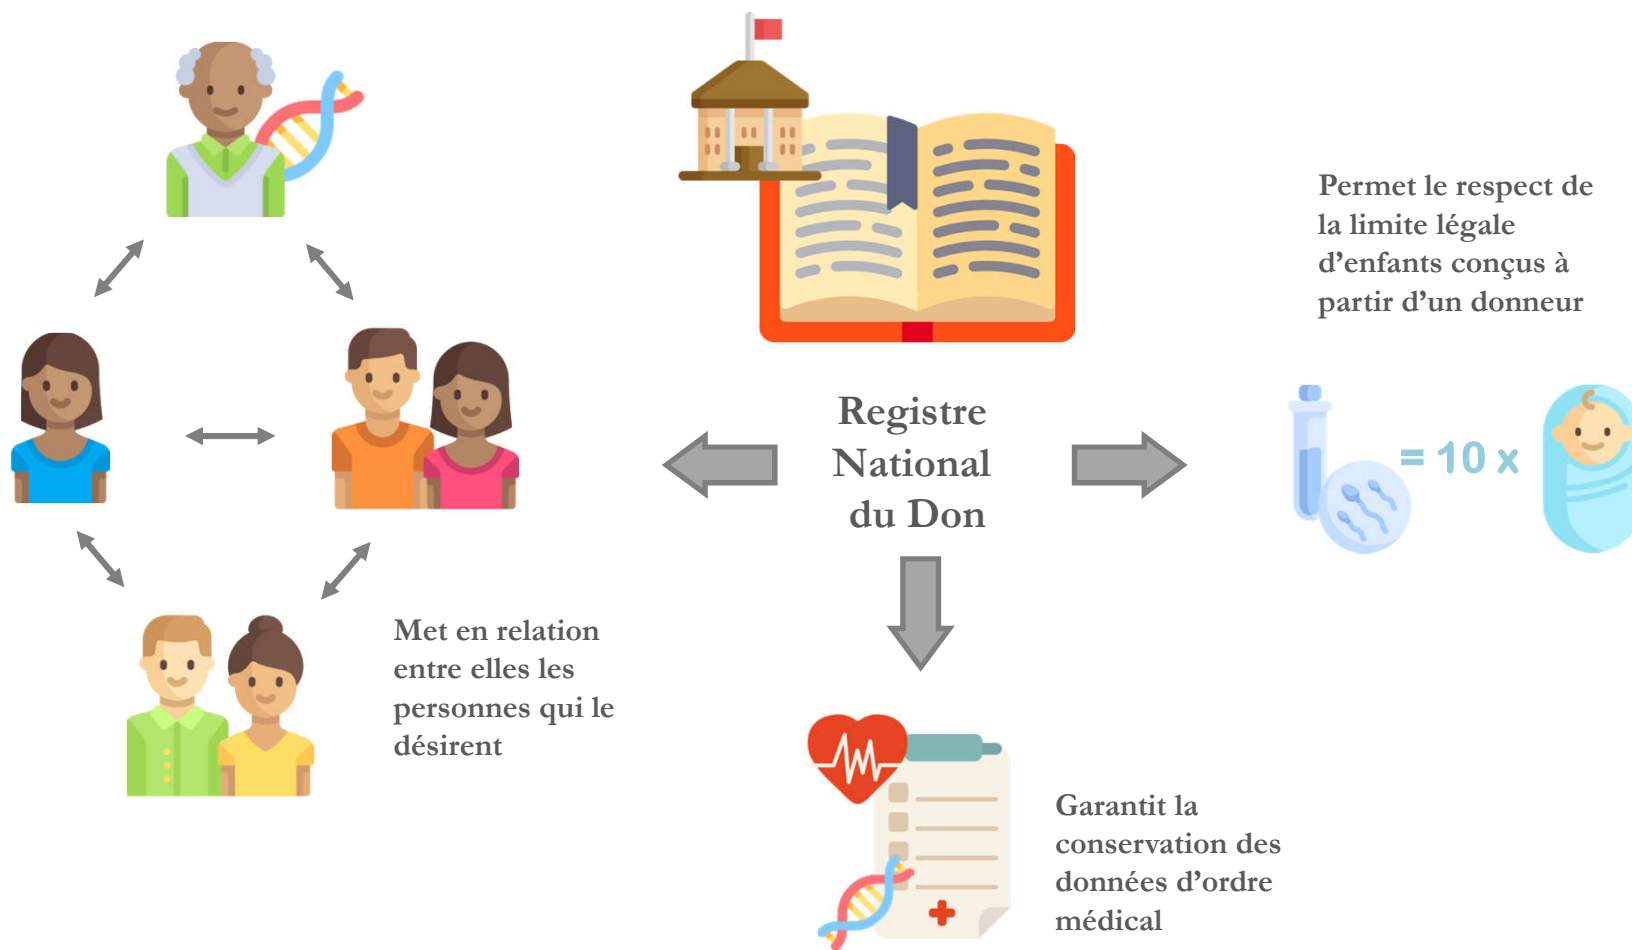 Permet le respect de
la limite légale
d’enfants conçus à
partir d’un donneur
Registre
National
du Don
= 10 x
Met en relation
entre elles les
personnes qui le
désirent
Garantit la
conservation des
données d’ordre
médical